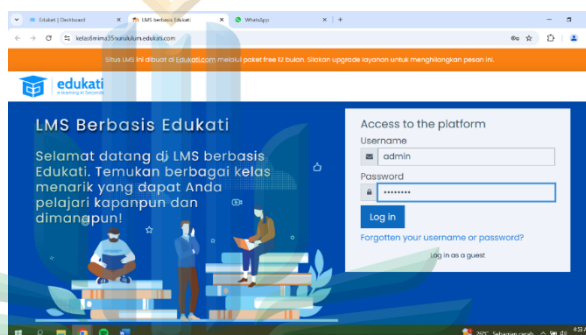 Edukati | Dashboard
LMS berbasis Edukati
WhatsApp
Situs LMS ini dibuat di Edukati.com melalui paket free 12 bulan. Silakan upgrade layanan untuk menghilangkan pesan ini.
edukati
LMS Berbasis Edukati
Selamat datang di LMS berbasis
Edukati. Temukan berbagai kelas
menarik yang dapat Anda
pelajari kapanpun dan
dimanapun!
Access to the platform
Username
admin
Password
••••••••
Log in
Forgotten your username or password?
Log in as a guest
Sebagian cerah